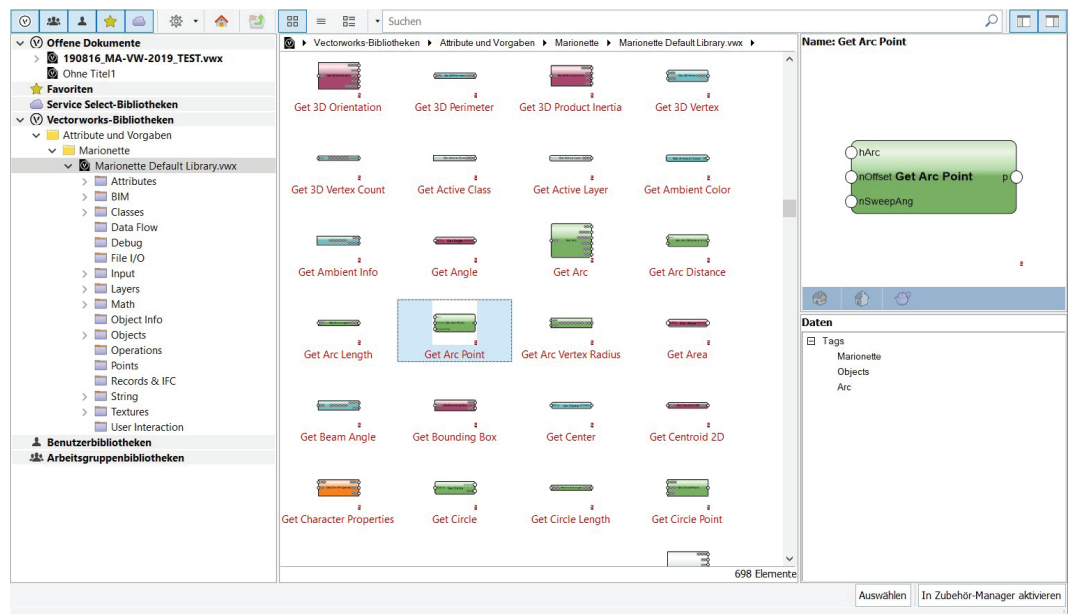 Suchen
Offene Dokumente
190816_MA-VW-2019_TEST.vwx
Ohne Titel1
Favoriten
Service Select-Bibliotheken
Vectorworks-Bibliotheken
Attribute und Vorgaben
Marionette
Marionette Default Library.vwx
Attributes
BIM
Classes
Data Flow
Debug
File I/O
Input
Layers
Math
Object Info
Objects
Operations
Points
Records & IFC
String
Textures
User Interaction
Benutzerbibliotheken
Arbeitsgruppenbibliotheken
Vectorworks-Bibliotheken Attribute und Vorgaben Marionette Marionette Default Library.vwx
Get 3D Orientation Get 3D Perimeter Get 3D Product Inertia Get 3D Vertex
Get 3D Vertex Count Get Active Class Get Active Layer Get Ambient Color
Get Ambient Info Get Angle Get Arc Get Arc Distance
Get Arc Length Get Arc Point Get Arc Vertex Radius Get Area
Get Beam Angle Get Bounding Box Get Center Get Centroid 2D
Get Character Properties Get Circle Get Circle Length Get Circle Point
698 Elemente
Name: Get Arc Point
hArc
nOffset Get Arc Point p
nSweepAng
Daten
Tags
Marionette
Objects
Arc
Auswählen In Zubehör-Manager aktivieren